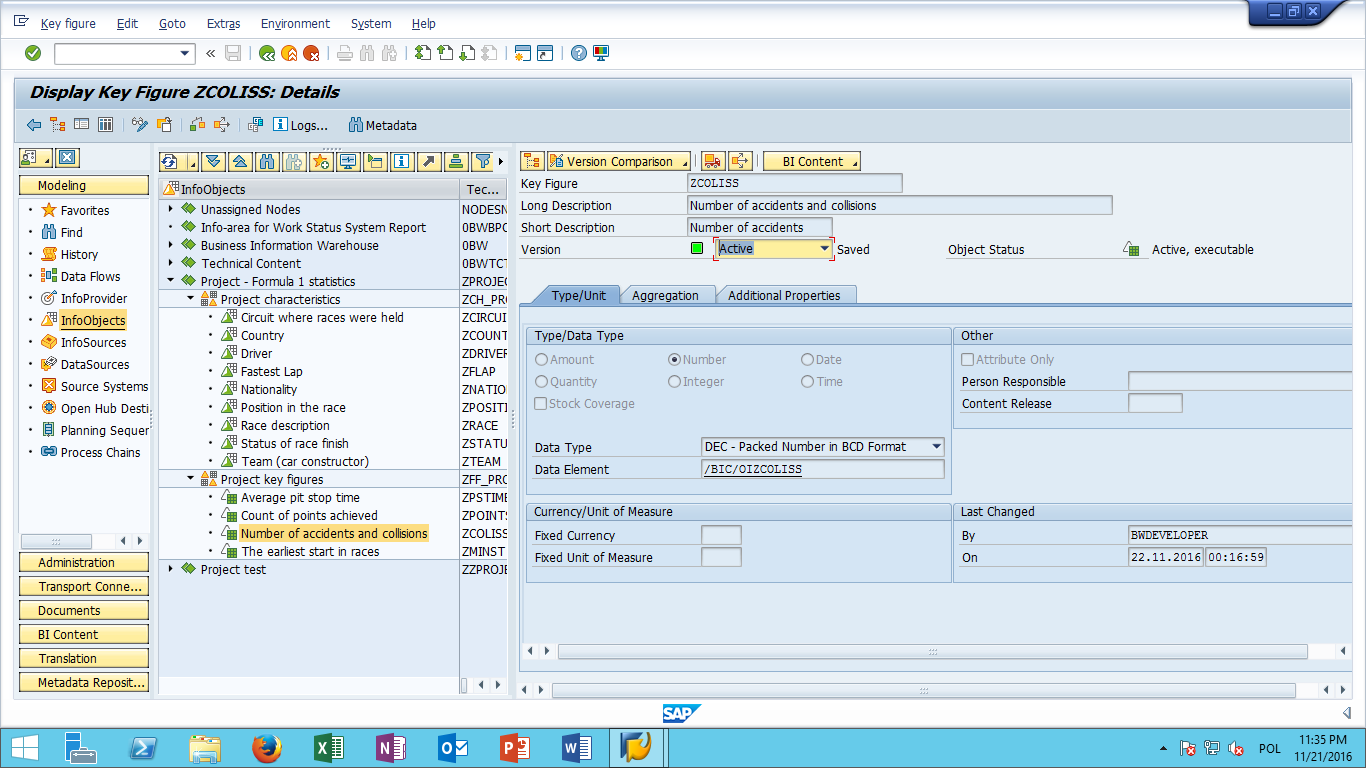 Key figure Edit Goto Extras Environment System Help
Display Key Figure ZCOLISS: Details
Logs... Metadata
Modeling
Favorites
Find
History
Data Flows
InfoProvider
InfoObjects
InfoSources
DataSources
Source Systems
Open Hub Desti
Planning Sequer
Process Chains
Administration
Transport Conne...
Documents
BI Content
Translation
Metadata Reposit...
InfoObjects Tec...
Unassigned Nodes NODESN
Info-area for Work Status System Report 0BWBPC
Business Information Warehouse 0BW
Technical Content 0BWTCT
Project - Formula 1 statistics ZPROJE
Project characteristics ZCH_PRO
Circuit where races were held ZCIRCUI
Country ZCOUNT
Driver ZDRIVER
Fastest Lap ZFLAP
Nationality ZNATIO
Position in the race ZPOSITI
Race description ZRACE
Status of race finish ZSTATU
Team (car constructor) ZTEAM
Project key figures ZFF_PRO
Average pit stop time ZPSTIME
Count of points achieved ZPOINTS
Number of accidents and collisions ZCOLISS
The earliest start in races ZMINST
Project test ZZPROJE
Version Comparison BI Content
Key Figure ZCOLISS
Long Description Number of accidents and collisions
Short Description Number of accidents
Version Active Saved Object Status Active, executable
Type/Unit Aggregation Additional Properties
Type/Data Type
Amount Number Date
Quantity Integer Time
Stock Coverage
Data Type DEC - Packed Number in BCD Format
Data Element /BIC/OIZCOLISS
Other
Attribute Only
Person Responsible
Content Release
Currency/Unit of Measure
Fixed Currency
Fixed Unit of Measure
Last Changed
By BWDEVELOPER
On 22.11.2016 00:16:59
SAP
POL 11:35 PM
11/21/2016